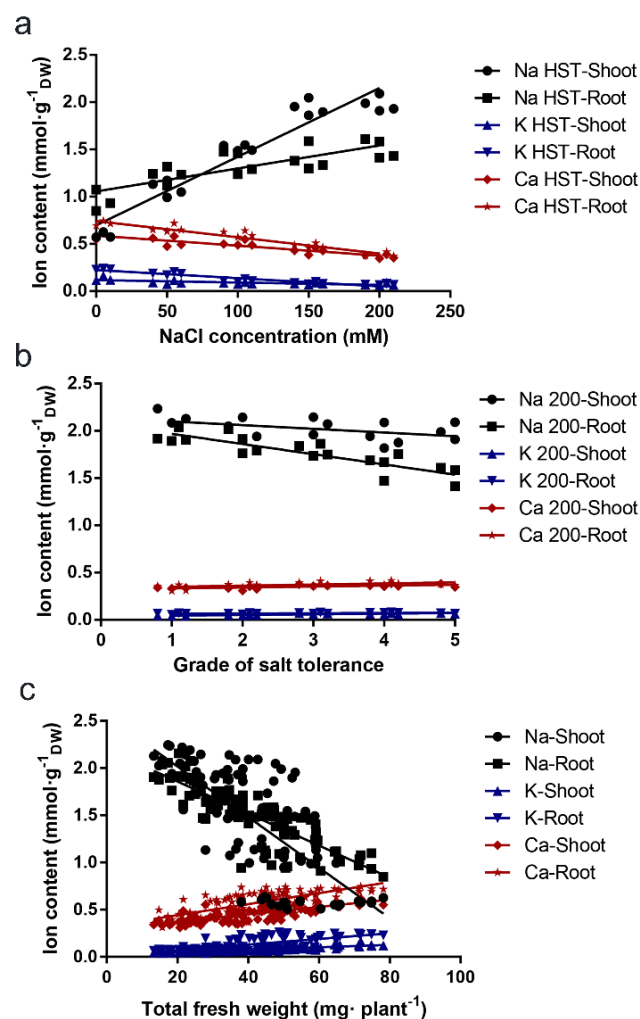 a
Ion content (mmol·g⁻¹DW)
2.5
2.0
1.5
1.0
0.5
0.0
0 50 100 150 200 250
NaCl concentration (mM)
Na HST-Shoot
Na HST-Root
K HST-Shoot
K HST-Root
Ca HST-Shoot
Ca HST-Root
b
Ion content (mmol·g⁻¹DW)
2.5
2.0
1.5
1.0
0.5
0.0
0 1 2 3 4 5
Grade of salt tolerance
Na 200-Shoot
Na 200-Root
K 200-Shoot
K 200-Root
Ca 200-Shoot
Ca 200-Root
c
Ion content (mmol·g⁻¹DW)
2.5
2.0
1.5
1.0
0.5
0.0
0 20 40 60 80 100
Total fresh weight (mg· plant⁻¹)
Na-Shoot
Na-Root
K-Shoot
K-Root
Ca-Shoot
Ca-Root